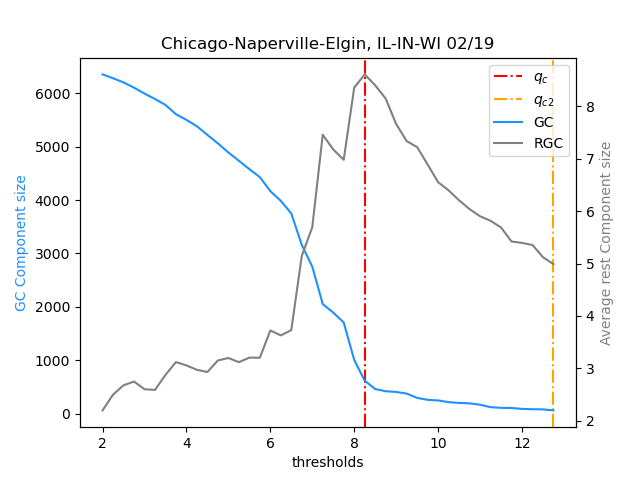 Chicago-Naperville-Elgin, IL-IN-WI 02/19
GC Component size
6000
5000
4000
3000
2000
1000
0
q_c
q_{c2}
GC
RGC
8
7
6
5
4
3
2
Average rest Component size
2
4
6
8
10
12
thresholds